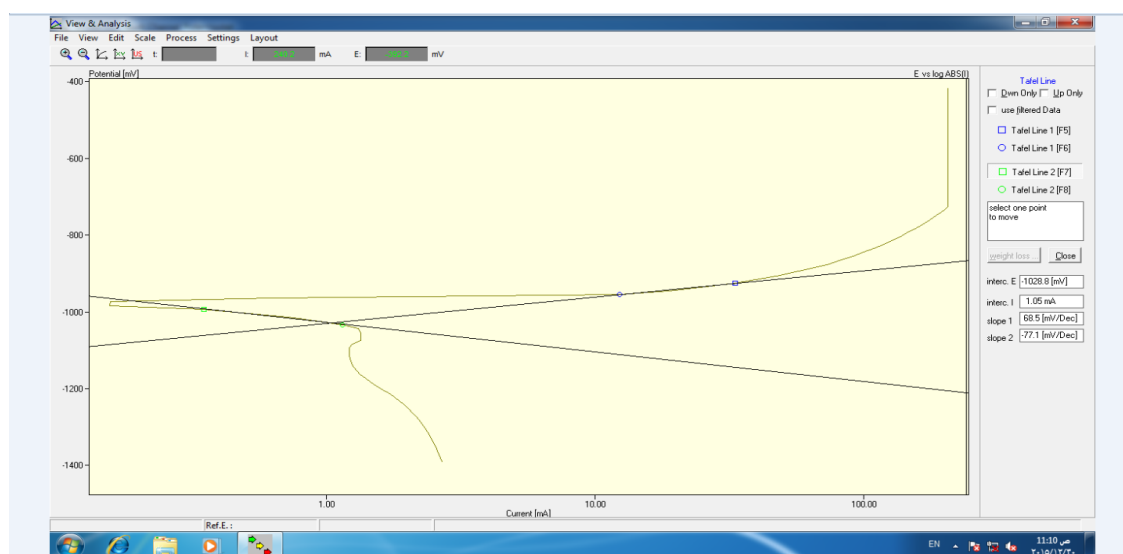 View & Analysis
File View Edit Scale Process Settings Layout
t: I: mA E: mV
Potential [mV]
E vs log ABS(I)
-400
-600
-800
-1000
-1200
-1400
1.00
10.00
100.00
Current [mA]
Tafel Line
Dwn Only Up Only
use filtered Data
Tafel Line 1 [F5]
Tafel Line 1 [F6]
Tafel Line 2 [F7]
Tafel Line 2 [F8]
select one point
to move
weight loss ... Close
interc. E -1028.8 [mV]
interc. I 1.05 mA
slope 1 68.5 [mV/Dec]
slope 2 -77.1 [mV/Dec]
Ref.E. :
EN
11:10 ص
٢٠١٥/١٢/٣٠